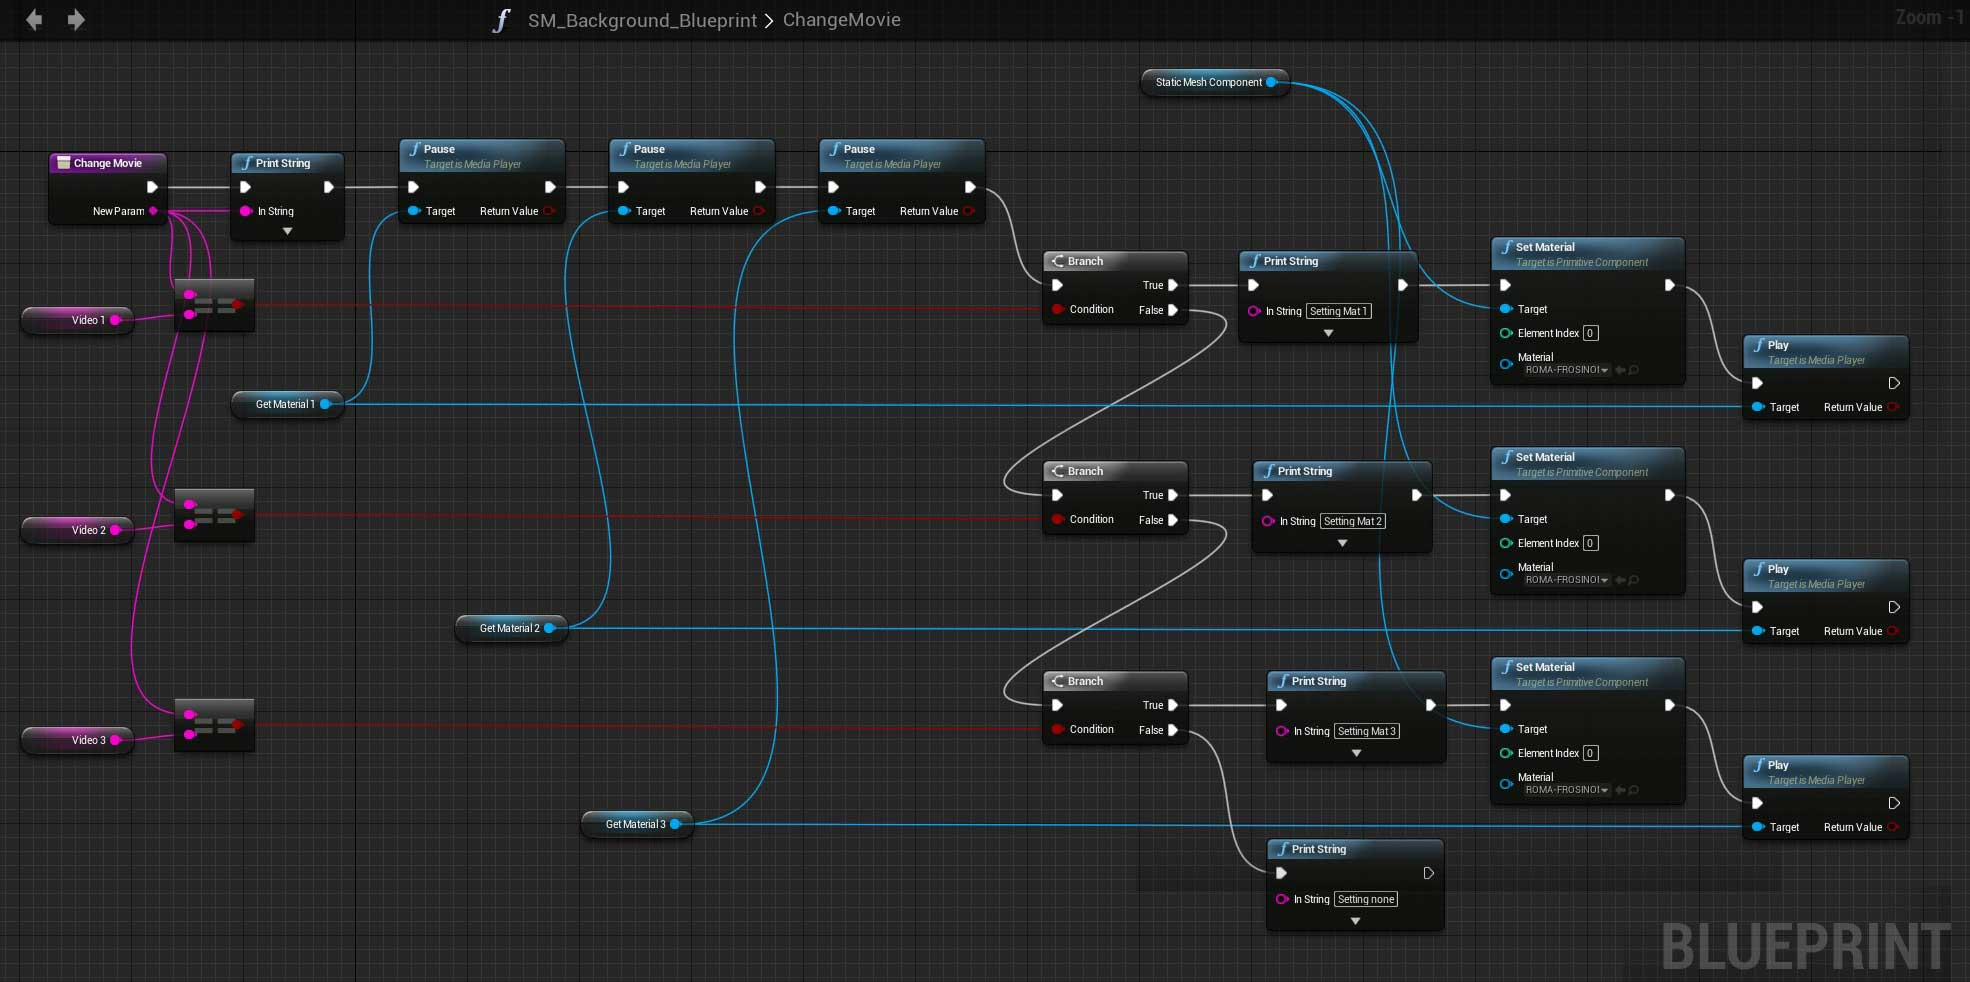 SM_Background_Blueprint > ChangeMovie
Zoom -1
Static Mesh Component
Change Movie
New Param
Print String
In String
Pause
Target is Media Player
Target
Return Value
Pause
Target is Media Player
Target
Return Value
Pause
Target is Media Player
Target
Return Value
Video 1
Get Material 1
Branch
True
Condition
False
Print String
In String Setting Mat 1
Set Material
Target is Primitive Component
Target
Element Index 0
Material
ROMA-FROSINO
Play
Target is Media Player
Target
Return Value
Video 2
Get Material 2
Branch
True
Condition
False
Print String
In String Setting Mat 2
Set Material
Target is Primitive Component
Target
Element Index 0
Material
ROMA-FROSINO
Play
Target is Media Player
Target
Return Value
Video 3
Get Material 3
Branch
True
Condition
False
Print String
In String Setting Mat 3
Set Material
Target is Primitive Component
Target
Element Index 0
Material
ROMA-FROSINO
Play
Target is Media Player
Target
Return Value
Print String
In String Setting none
BLUEPRINT